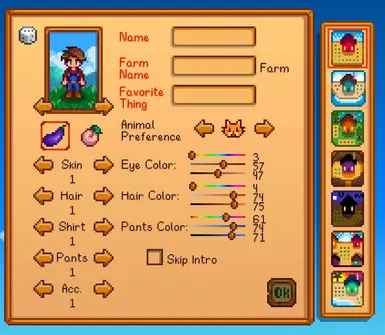 Name
Farm
Name
Farm
Favorite
Thing
Animal
Preference
Skin
1
Eye Color:
3
57
47
Hair
1
Hair Color:
4
74
75
Shirt
1
Pants Color:
61
74
71
Pants
1
Skip Intro
Acc.
1
Ok